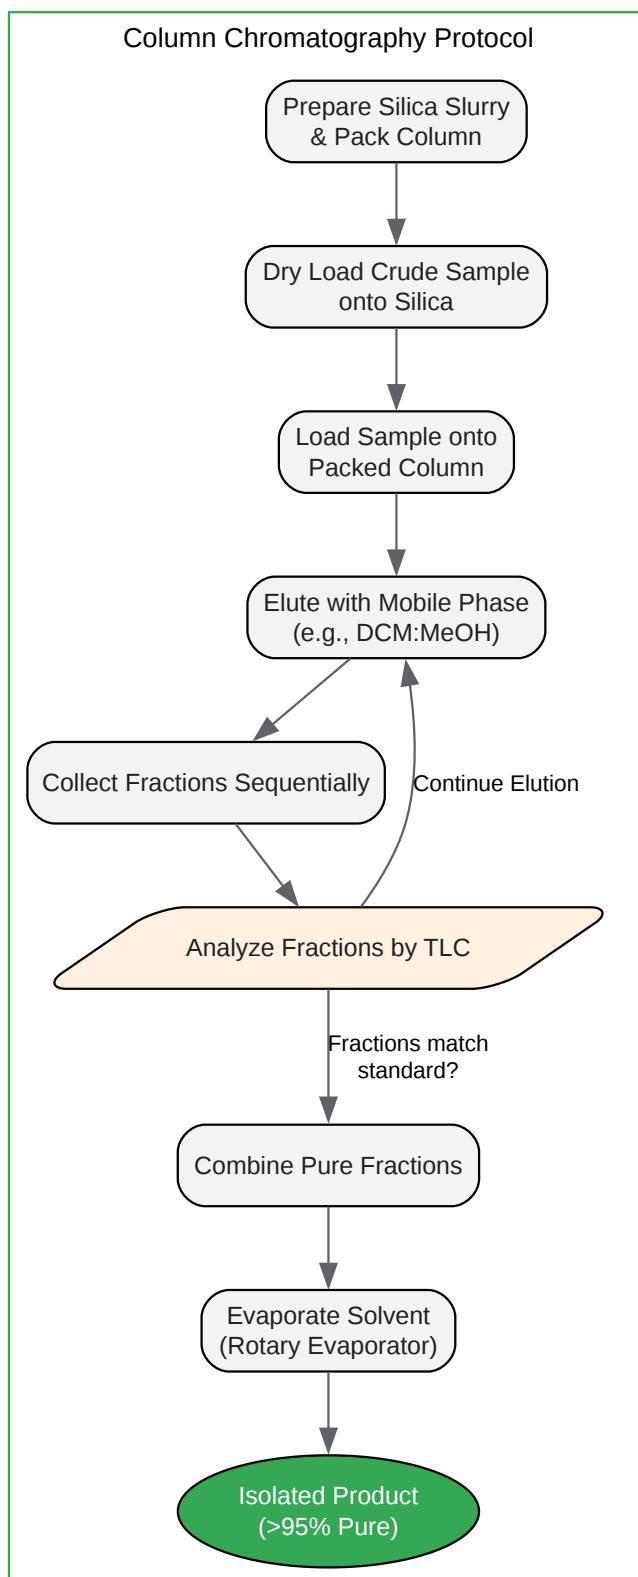 Column Chromatography Protocol
Prepare Silica Slurry
& Pack Column
Dry Load Crude Sample
onto Silica
Load Sample onto
Packed Column
Elute with Mobile Phase
(e.g., DCM:MeOH)
Collect Fractions Sequentially
Continue Elution
Analyze Fractions by TLC
Fractions match
standard?
Combine Pure Fractions
Evaporate Solvent
(Rotary Evaporator)
Isolated Product
(>95% Pure)